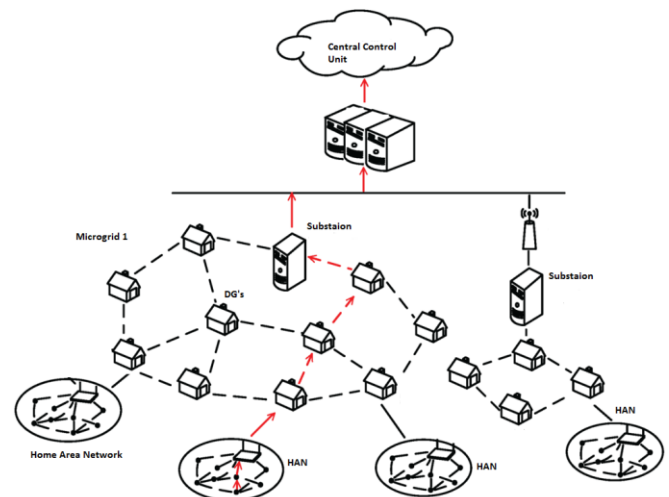 Central Control
Unit
Substaion
Microgrid 1
Substaion
DG's
HAN
Home Area Network
HAN
HAN